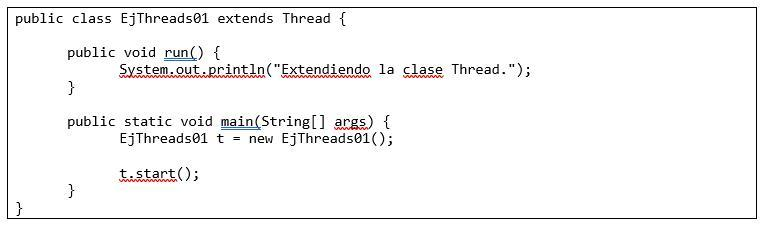 public class EjThreads01 extends Thread {
public void run() {
System.out.println("Extendiendo la clase Thread.");
}
public static void main(String[] args) {
EjThreads01 t = new EjThreads01();
t.start();
}
}